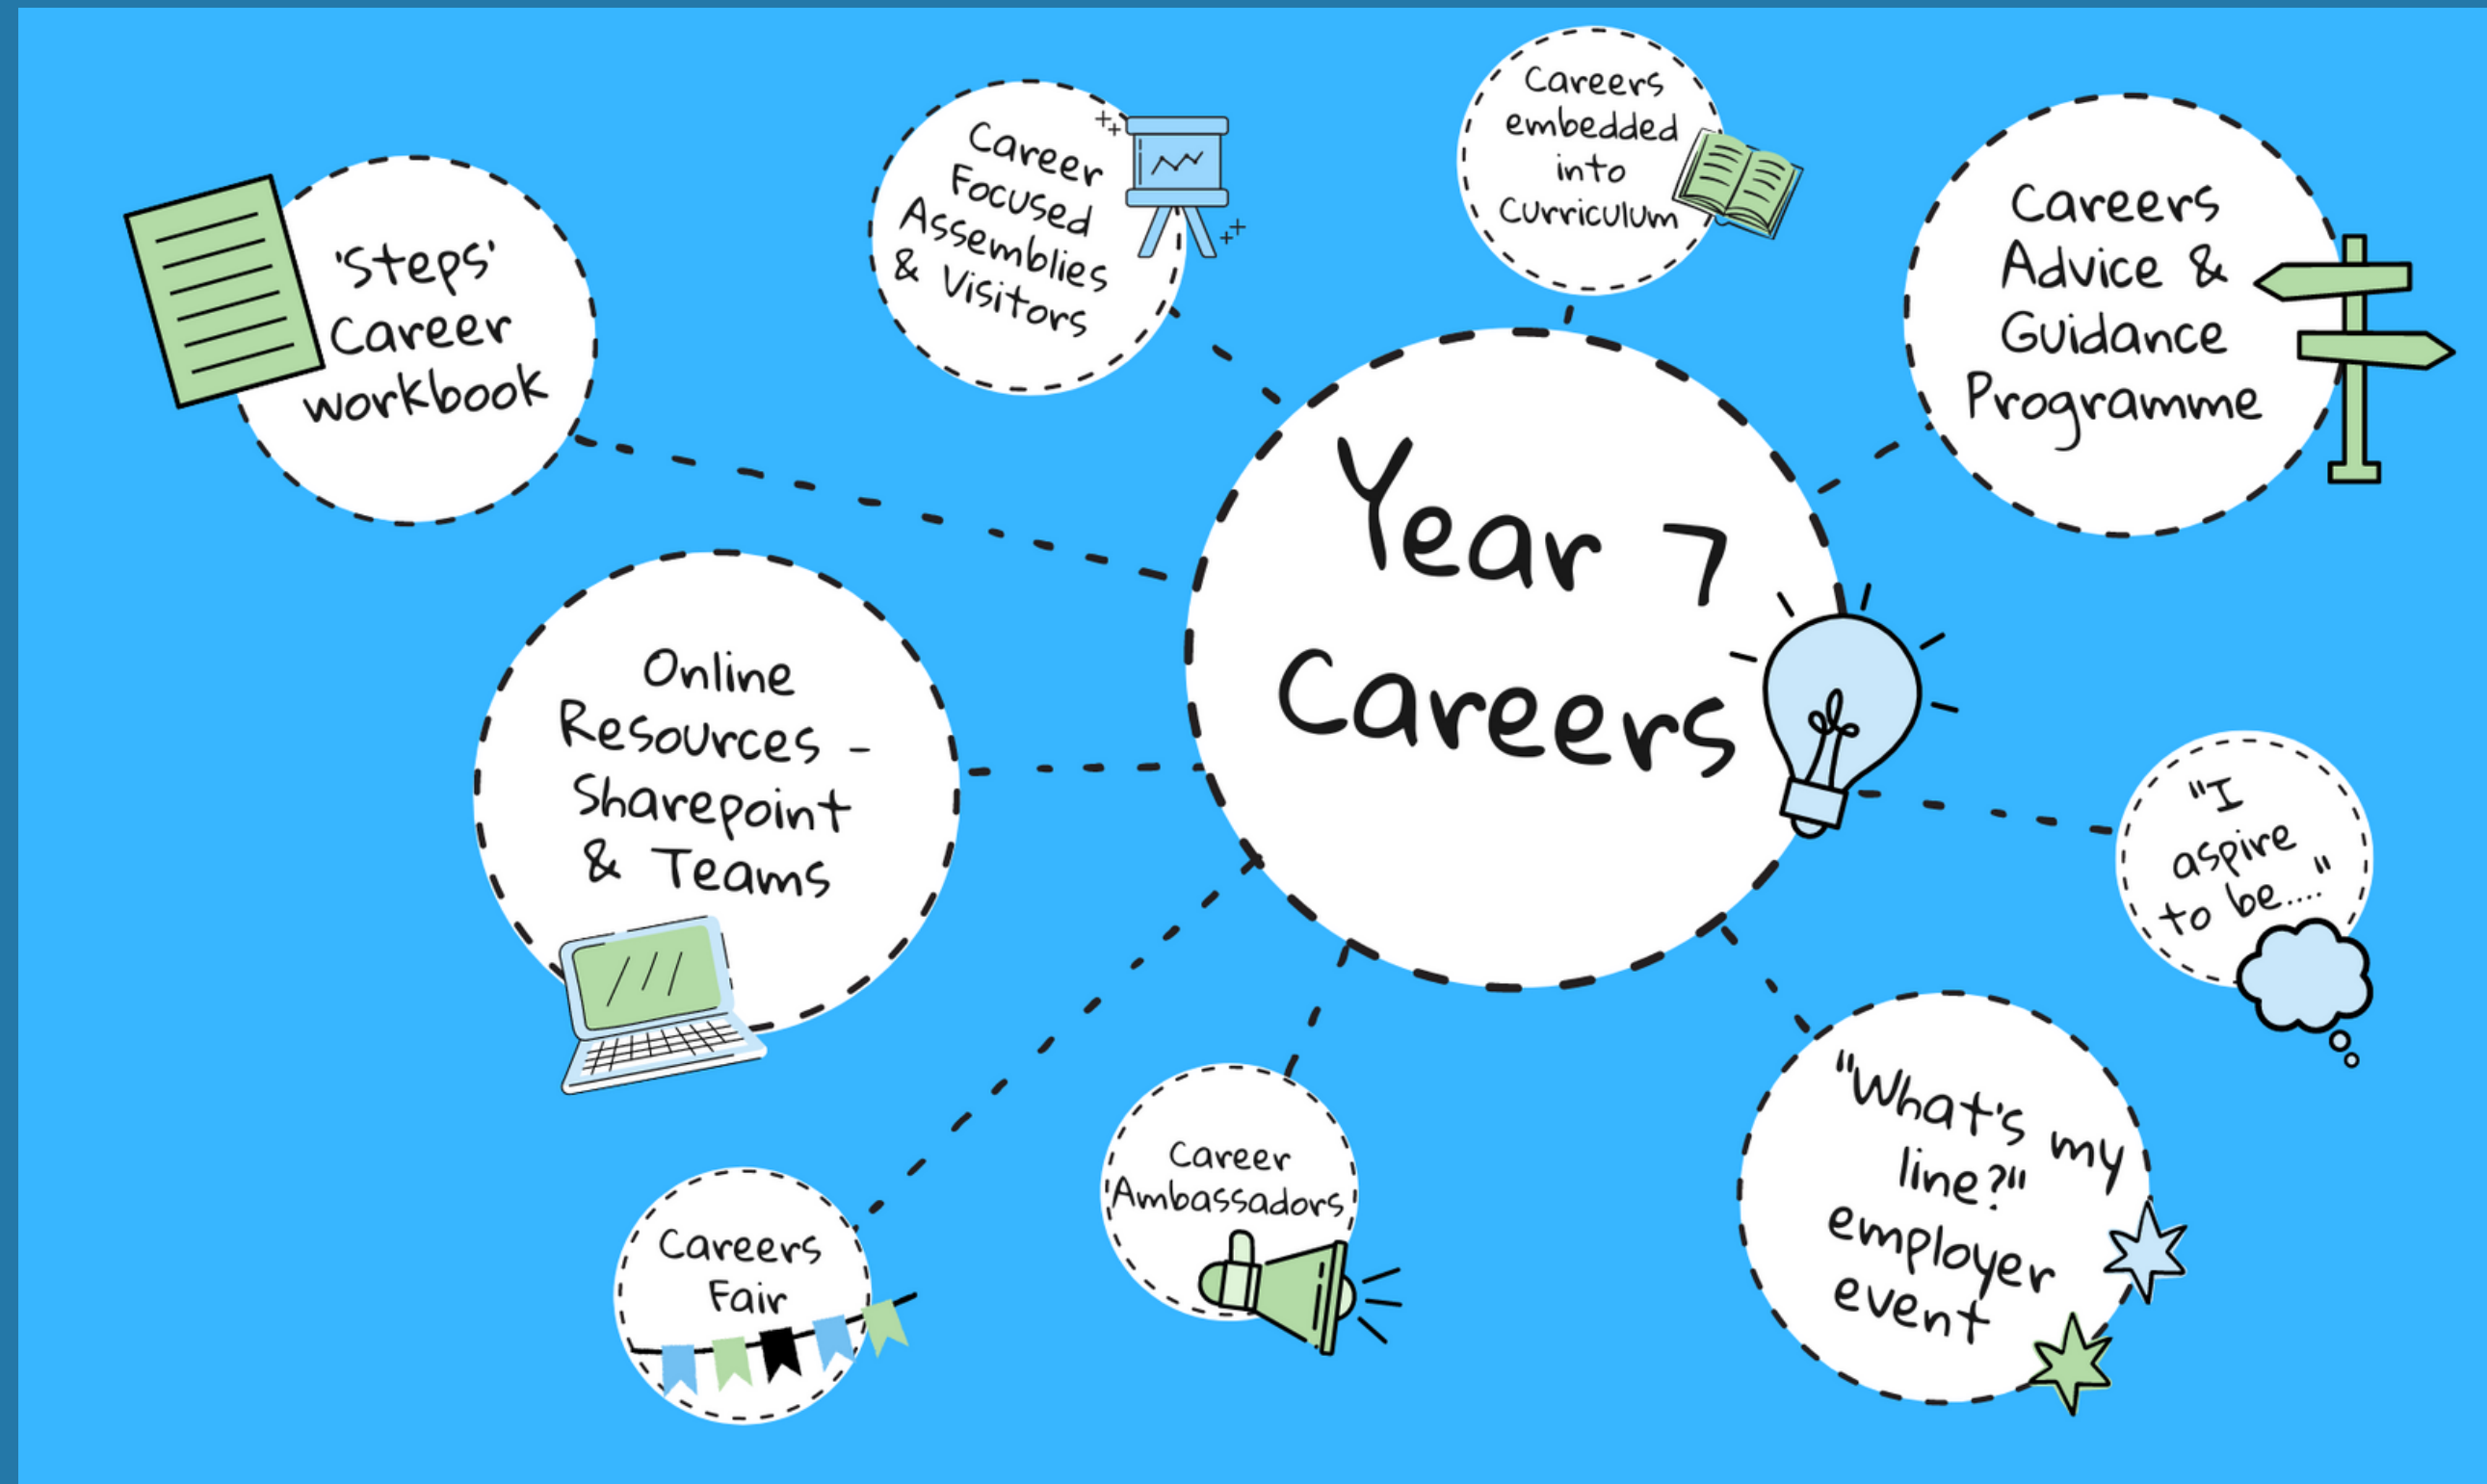 'Steps'
Career
workbook
Career
Focused
Assemblies
& Visitors
Careers
embedded
into
Curriculum
Careers
Advice &
Guidance
Programme
Year 7
Careers
Online
Resources -
Sharepoint
& Teams
"I
aspire
to be...."
"What's my
line?"
employer
event
Career
Ambassadors
Careers
Fair